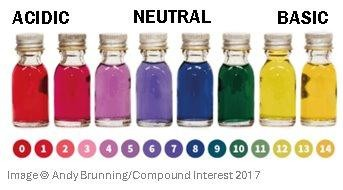 ACIDIC NEUTRAL BASIC
0 1 2 3 4 5 6 7 8 9 10 11 12 13 14
Image © Andy Brunning/Compound Interest 2017